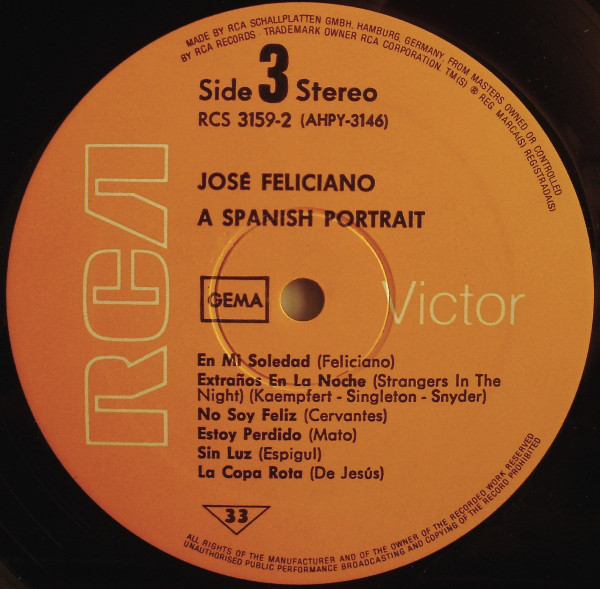 MADE BY RCA SCHALLPLATTEN GMBH, HAMBURG, GERMANY, FROM MASTERS OWNED OR CONTROLLED
BY RCA RECORDS · TRADEMARK OWNER RCA CORPORATION. TM(S) ® REG. MARCA(S) REGISTRADA(S)
Side 3 Stereo
RCS 3159-2 (AHPY-3146)
JOSÉ FELICIANO
A SPANISH PORTRAIT
RCA
GEMA
Victor
En Mi Soledad (Feliciano)
Extraños En La Noche (Strangers In The
Night) (Kaempfert - Singleton - Snyder)
No Soy Feliz (Cervantes)
Estoy Perdido (Mato)
Sin Luz (Espigul)
La Copa Rota (De Jesús)
33
ALL RIGHTS OF THE MANUFACTURER AND OF THE OWNER OF THE RECORDED WORK RESERVED
UNAUTHORISED PUBLIC PERFORMANCE BROADCASTING AND COPYING OF THE RECORD PROHIBITED